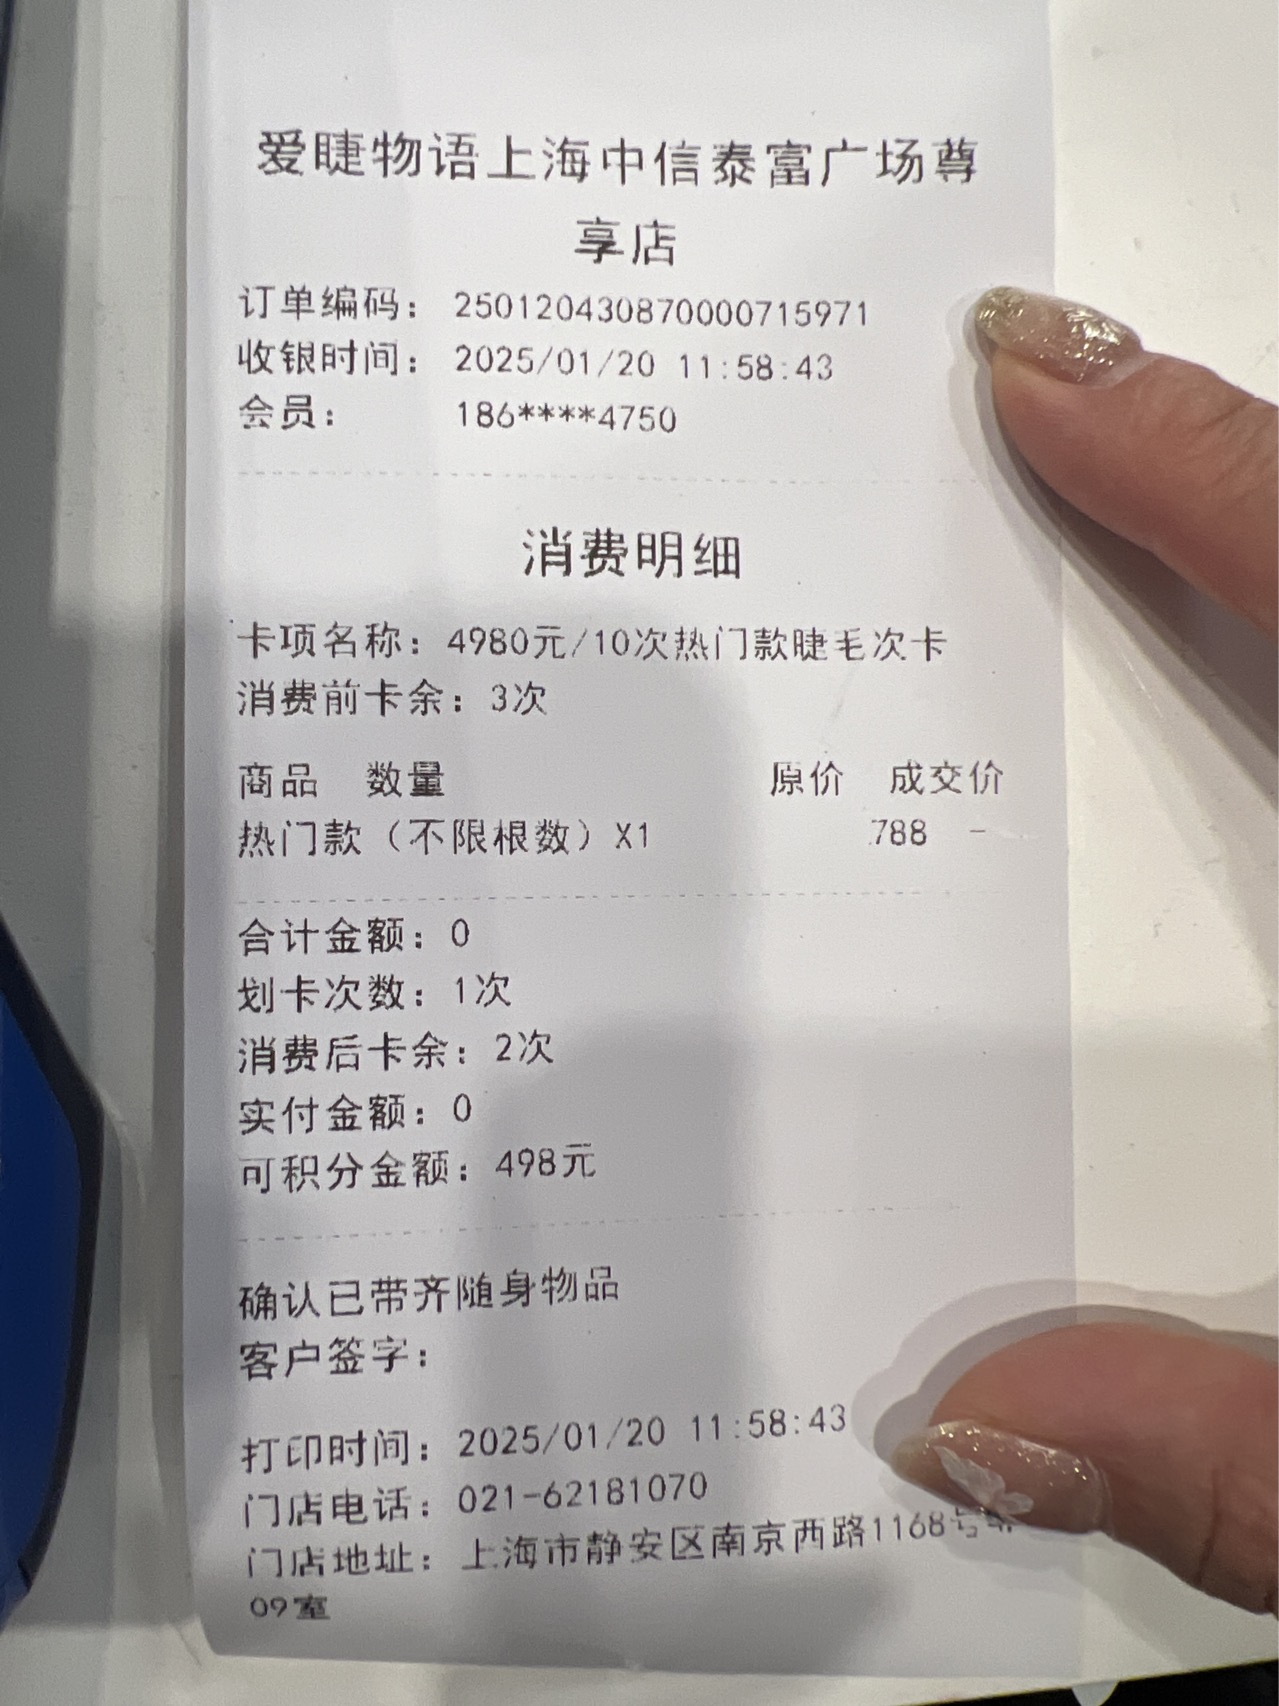 爱睫物语上海中信泰富广场尊
享店
订单编码： 250120430870000715971
收银时间： 2025/01/20 11:58:43
会员： 186****4750
消费明细
卡项名称：4980元/10次热门款睫毛次卡
消费前卡余：3次
商品 数量 原价 成交价
热门款（不限根数）X1 788 -
合计金额：0
划卡次数：1次
消费后卡余：2次
实付金额：0
可积分金额：498元
确认已带齐随身物品
客户签字：
打印时间：2025/01/20 11:58:43
门店电话：021-62181070
门店地址：上海市静安区南京西路1168号
09室